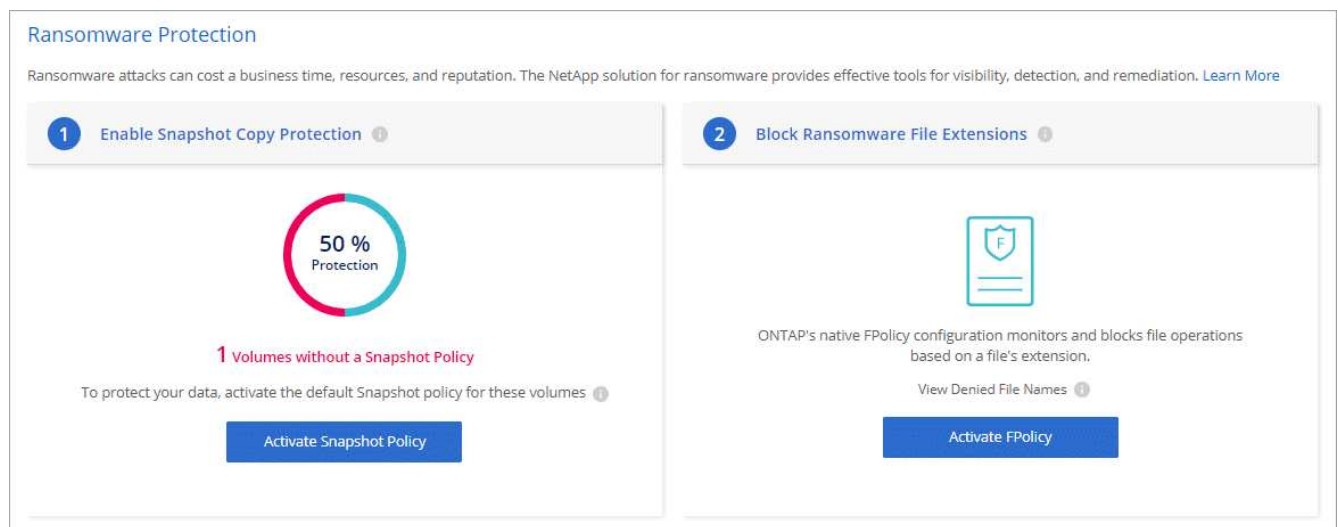 Ransomware Protection
Ransomware attacks can cost a business time, resources, and reputation. The NetApp solution for ransomware provides effective tools for visibility, detection, and remediation. Learn More
1 Enable Snapshot Copy Protection i
50 %
Protection
1 Volumes without a Snapshot Policy
To protect your data, activate the default Snapshot policy for these volumes i
Activate Snapshot Policy
2 Block Ransomware File Extensions i
F
ONTAP's native FPolicy configuration monitors and blocks file operations
based on a file's extension.
View Denied File Names i
Activate FPolicy